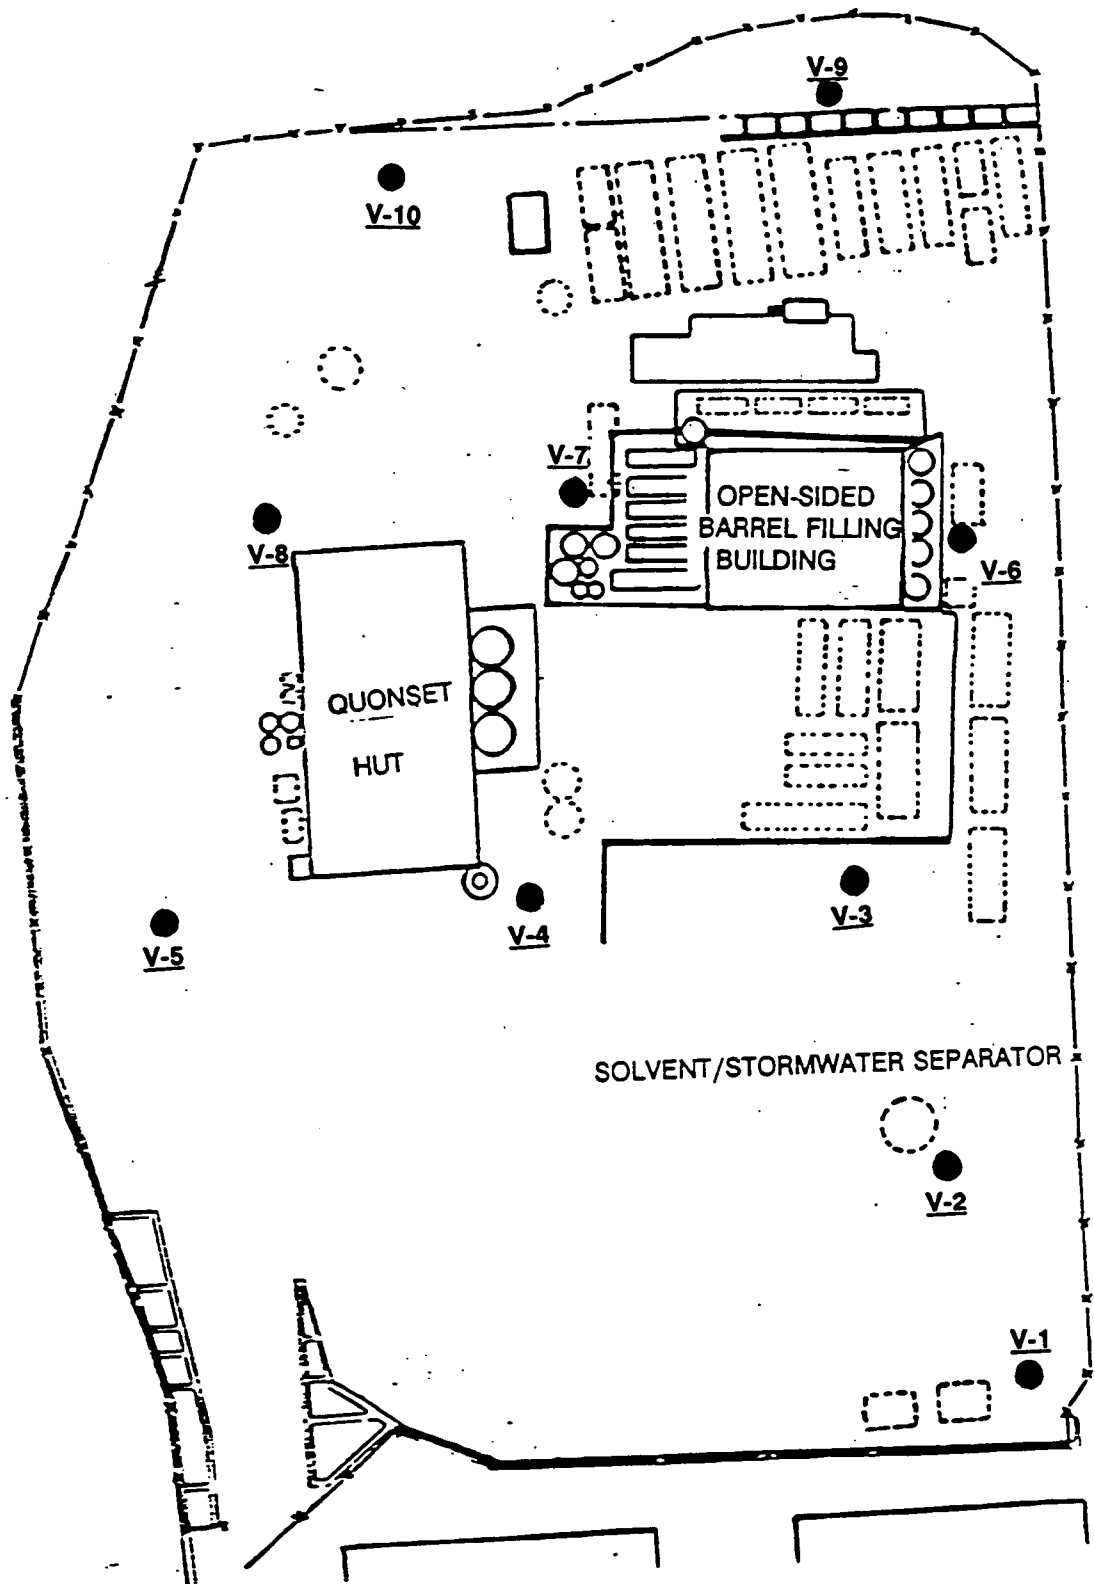 V-9
V-10
V-7
OPEN-SIDED
BARREL FILLING
BUILDING
V-8
V-6
QUONSET
HUT
V-3
V-4
V-5
SOLVENT/STORMWATER SEPARATOR
V-2
V-1